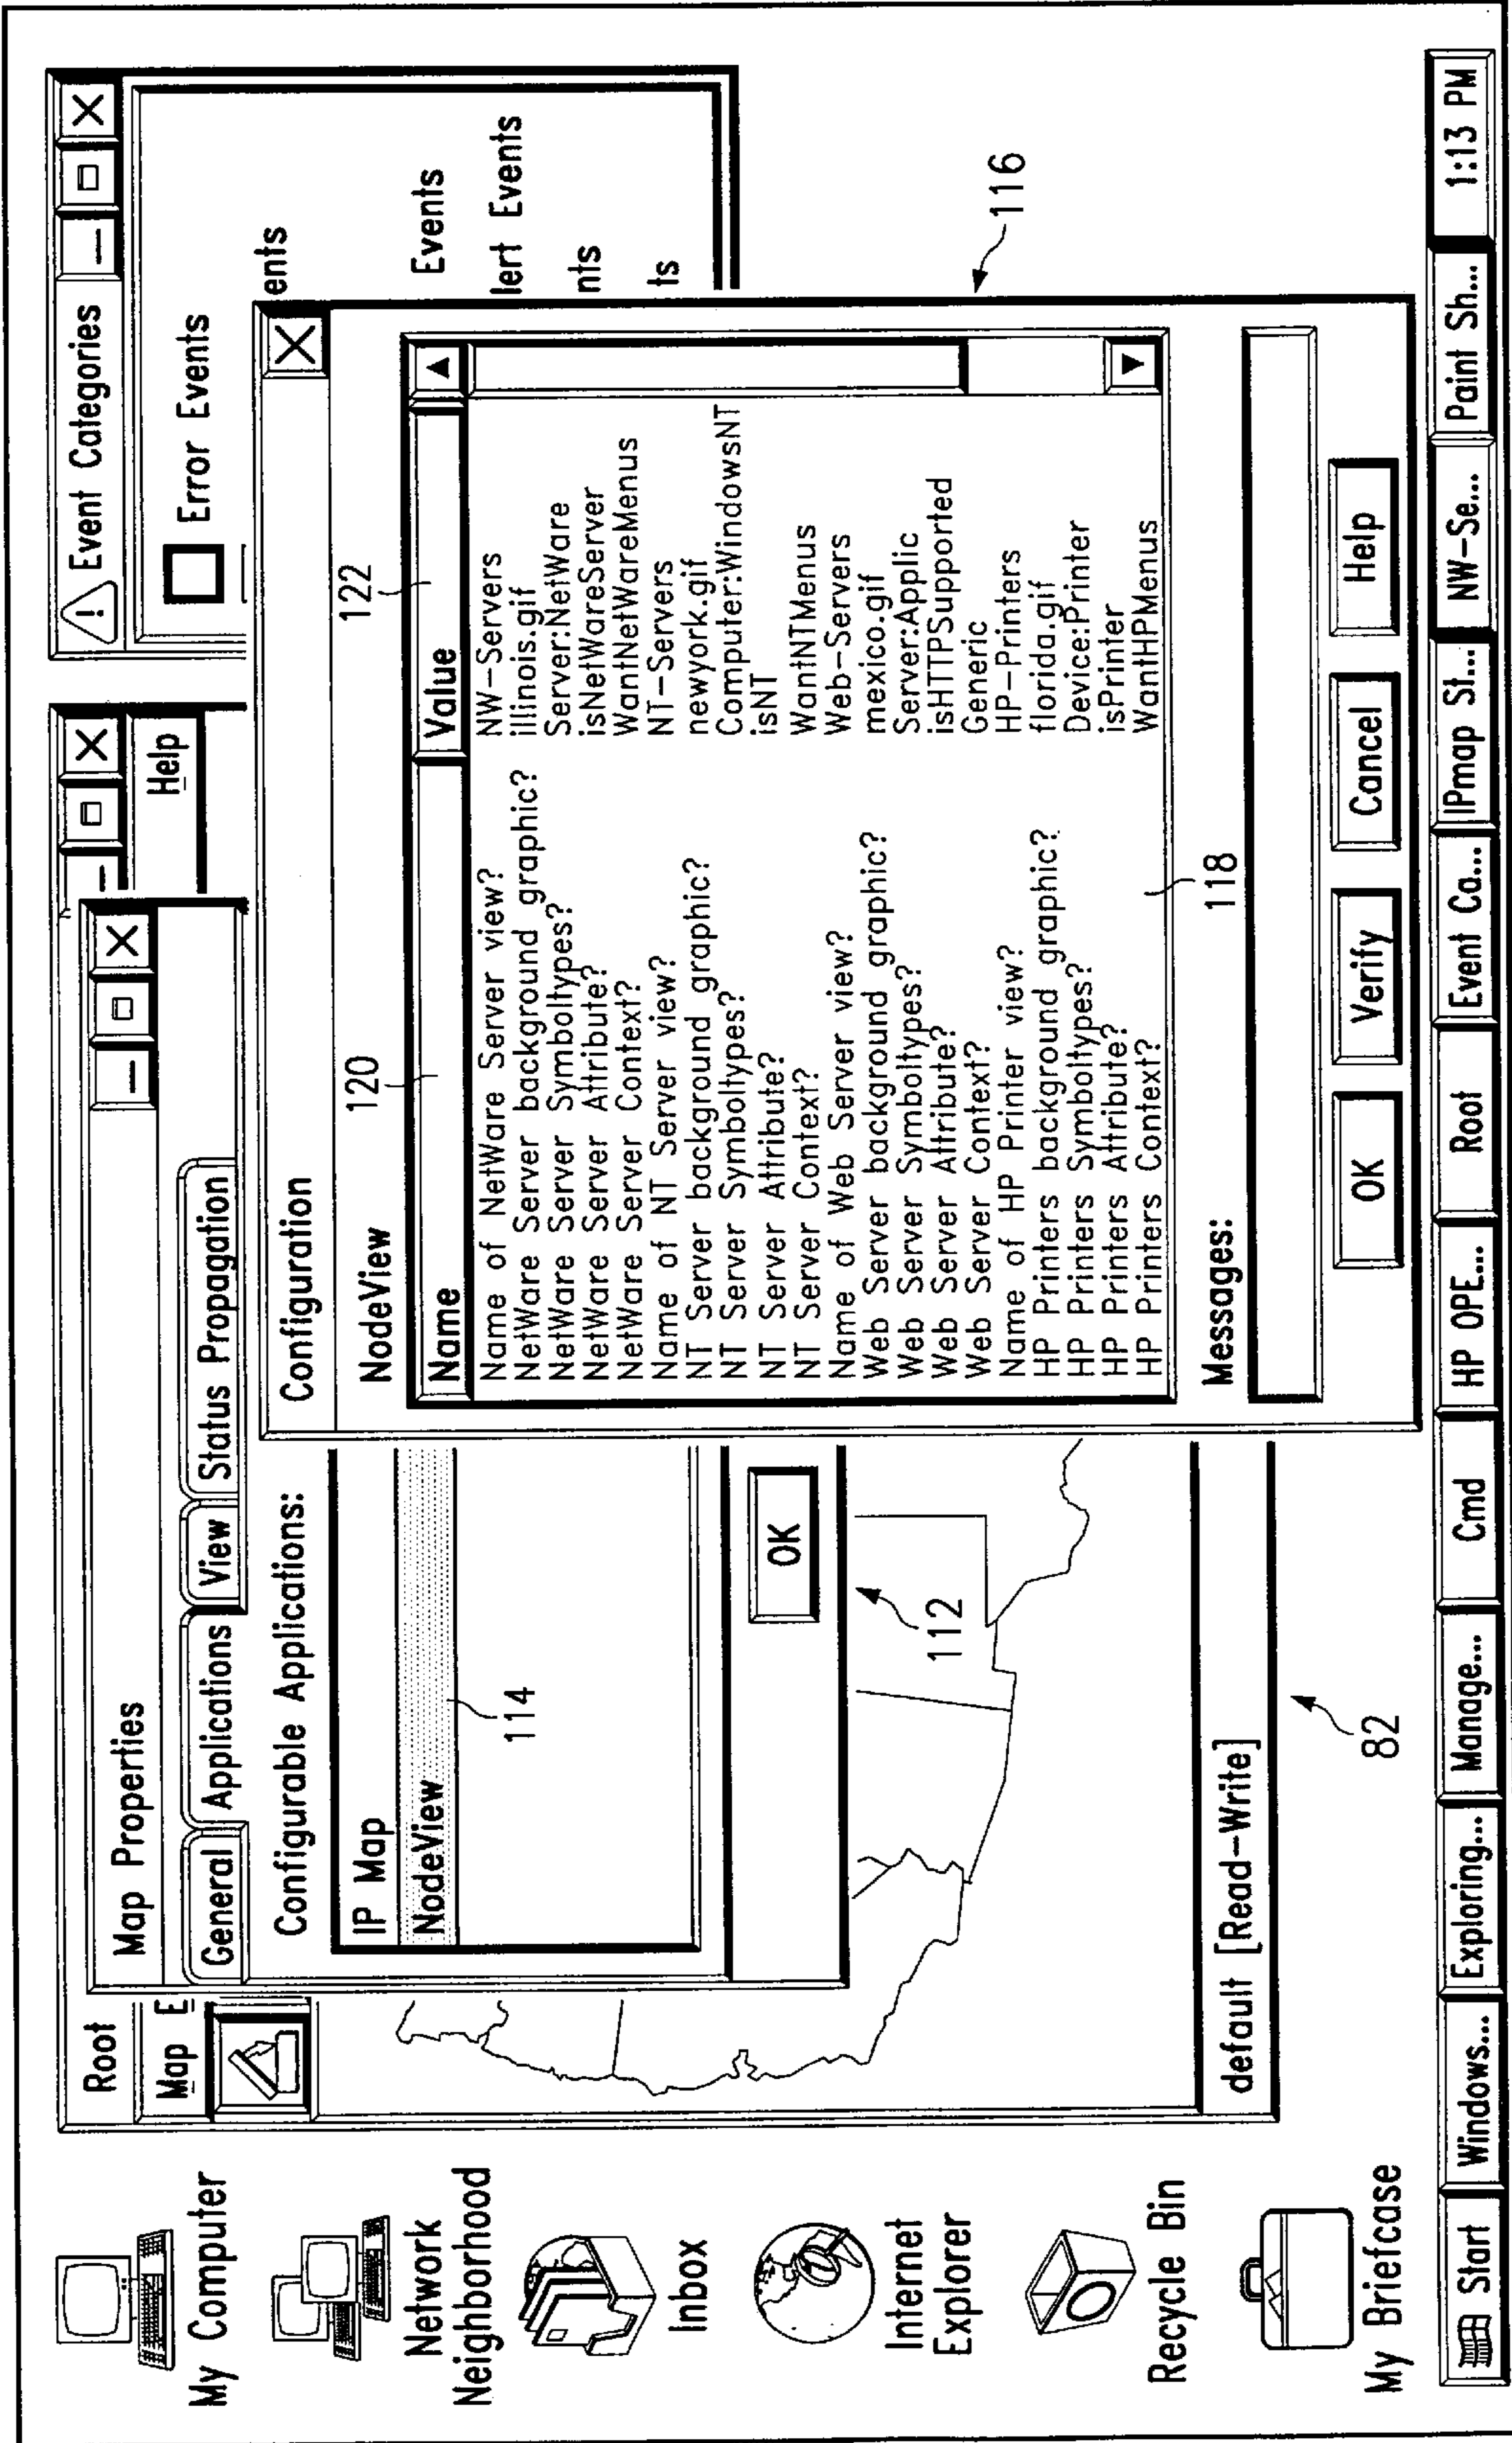 My Computer
Network
Neighborhood
Inbox
Internet
Explorer
Recycle Bin
My Briefcase
Root
Map E
Help
Map Properties
General
Applications
View
Status Propagation
Configurable Applications:
IP Map
NodeView
114
OK
112
default [Read-Write]
82
Event Categories
Error Events
ents
Events
lert Events
nts
ts
Configuration
NodeView
120
122
Name Value
Name of NetWare Server view? NW-Servers
NetWare Server background graphic? illinois.gif
NetWare Server Symboltypes? Server:NetWare
NetWare Server Attribute? isNetWareServer
NetWare Server Context? WantNetWareMenus
Name of NT Server view? NT-Servers
NT Server background graphic? newyork.gif
NT Server Symboltypes? Computer:WindowsNT
NT Server Attribute? isNT
NT Server Context? WantNTMenus
Name of Web Server view? Web-Servers
Web Server background graphic? mexico.gif
Web Server Symboltypes? Server:Applic
Web Server Attribute? isHTTPSupported
Web Server Context? Generic
Name of HP Printer view? HP-Printers
HP Printers background graphic? florida.gif
HP Printers Symboltypes? Device:Printer
HP Printers Attribute? isPrinter
HP Printers Context? WantHPMenus
118
116
Messages:
OK
Verify
Cancel
Help
Start
Windows...
Exploring...
Manage...
Cmd
HP OPE...
Root
Event Ca...
IPmap St...
NW-Se...
Paint Sh...
1:13 PM